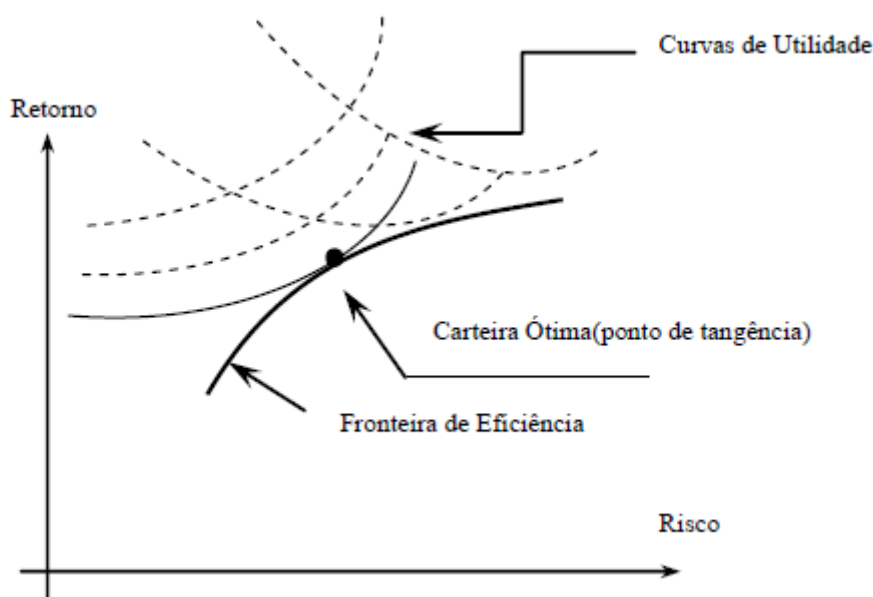 Curvas de Utilidade
Retorno
Carteira Ótima(ponto de tangência)
Fronteira de Eficiência
Risco